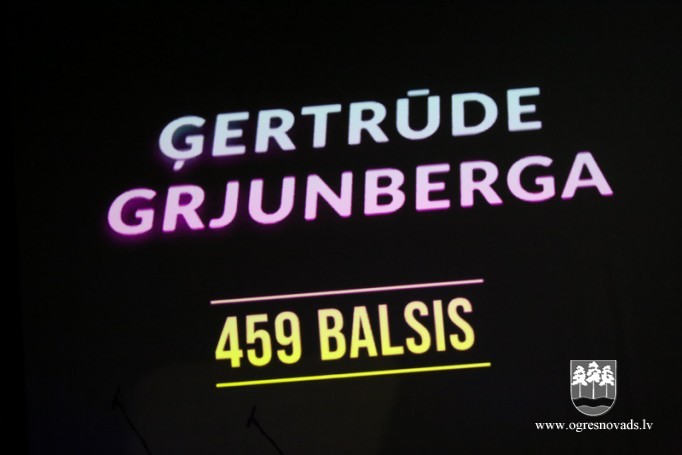 ĢERTRŪDE
GRJUNBERGA
459 BALSIS
www.ogresnovads.lv